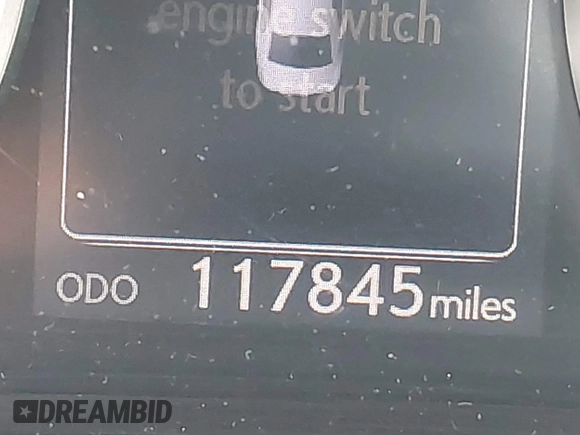 engine switch
to start
ODO 117845 miles
DREAMBID